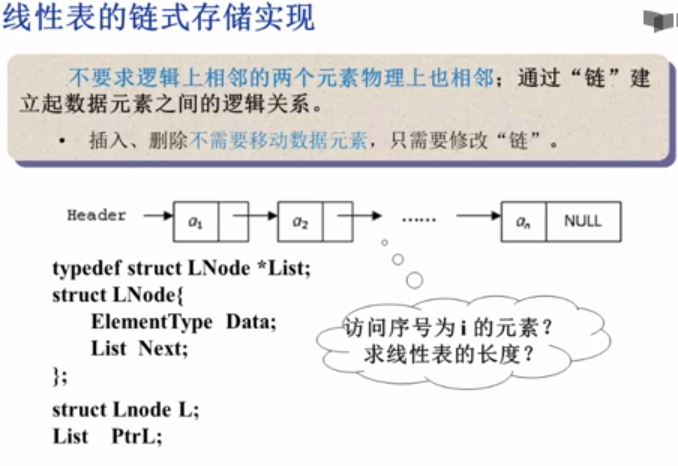 线性表的链式存储实现
不要求逻辑上相邻的两个元素物理上也相邻；通过“链”建
立起数据元素之间的逻辑关系。
• 插入、删除不需要移动数据元素，只需要修改“链”。
Header a1 a2 …… an NULL
typedef struct LNode *List;
struct LNode{
ElementType Data;
List Next;
};
struct Lnode L;
List PtrL;
访问序号为 i 的元素？
求线性表的长度？